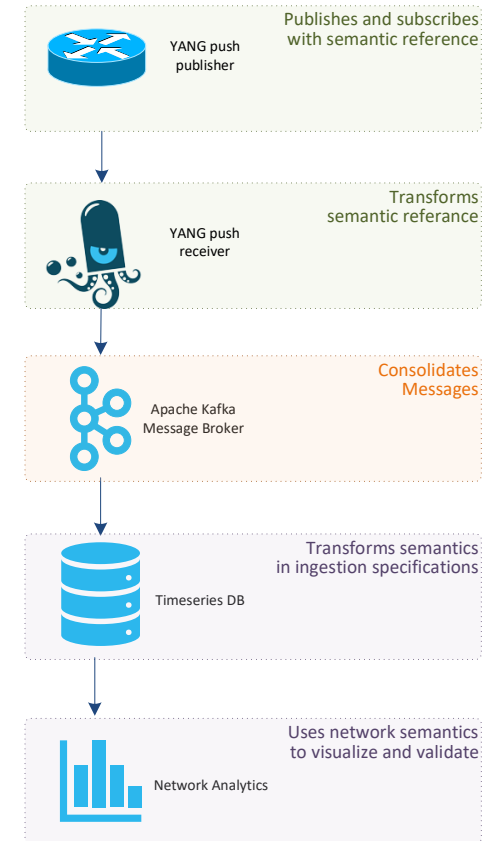 Publishes and subscribes
with semantic reference
YANG push
publisher
Transforms
semantic referance
YANG push
receiver
Consolidates
Messages
Apache Kafka
Message Broker
Transforms semantics
in ingestion specifications
Timeseries DB
Uses network semantics
to visualize and validate
Network Analytics